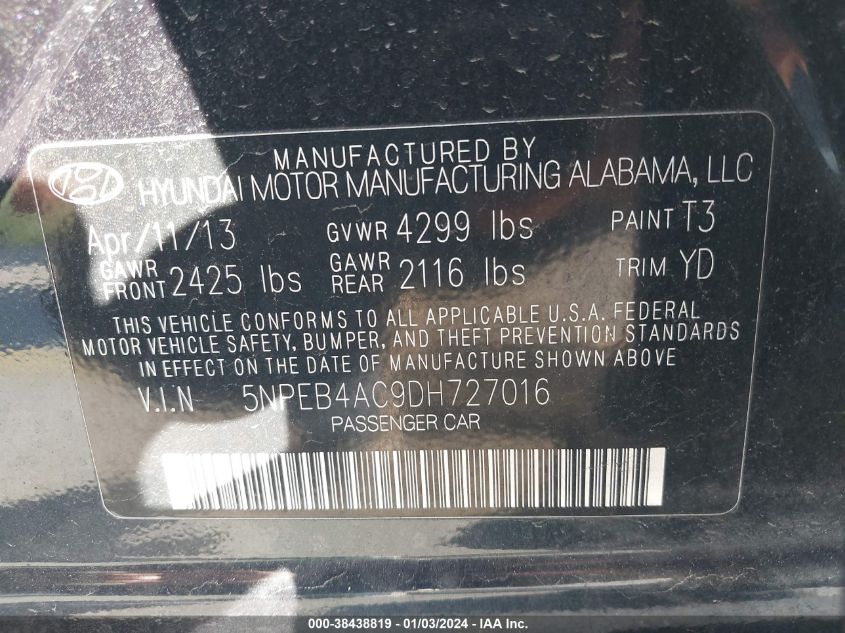 MANUFACTURED BY
HYUNDAI MOTOR MANUFACTURING ALABAMA, LLC
Apr/11/13 GVWR 4299 lbs PAINT T3
GAWR FRONT 2425 lbs GAWR REAR 2116 lbs TRIM YD
THIS VEHICLE CONFORMS TO ALL APPLICABLE U.S.A. FEDERAL
MOTOR VEHICLE SAFETY, BUMPER, AND THEFT PREVENTION STANDARDS
IN EFFECT ON THE DATE OF MANUFACTURE SHOWN ABOVE
V.I.N 5NPEB4AC9DH727016
PASSENGER CAR
000-38438819 - 01/03/2024 - IAA Inc.